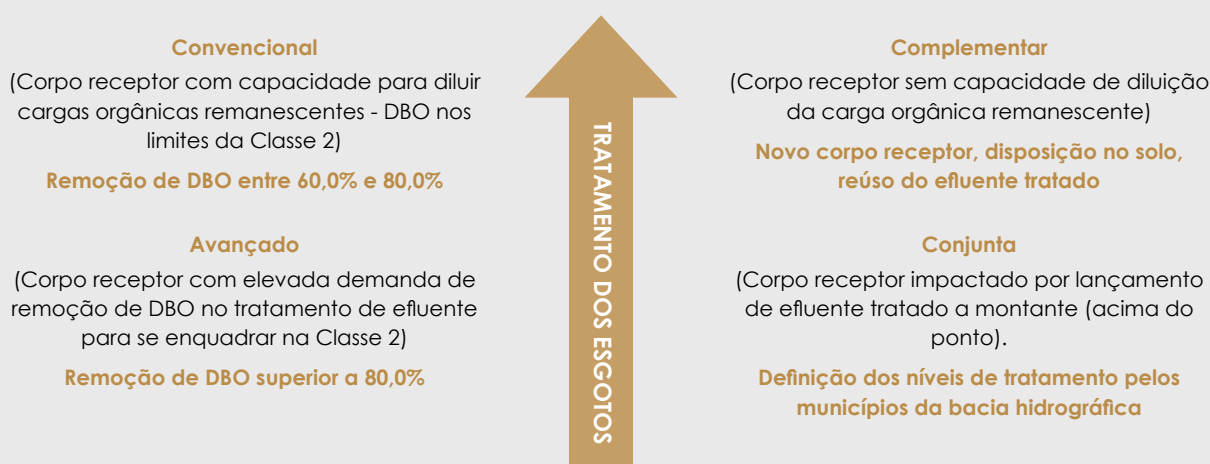 Convencional
(Corpo receptor com capacidade para diluir
cargas orgânicas remanescentes - DBO nos
limites da Classe 2)
Remoção de DBO entre 60,0% e 80,0%
Avançado
(Corpo receptor com elevada demanda de
remoção de DBO no tratamento de efluente
para se enquadrar na Classe 2)
Remoção de DBO superior a 80,0%
TRATAMENTO DOS ESGOTOS
Complementar
(Corpo receptor sem capacidade de diluição
da carga orgânica remanescente)
Novo corpo receptor, disposição no solo,
reúso do efluente tratado
Conjunta
(Corpo receptor impactado por lançamento
de efluente tratado a montante (acima do
ponto).
Definição dos níveis de tratamento pelos
municípios da bacia hidrográfica